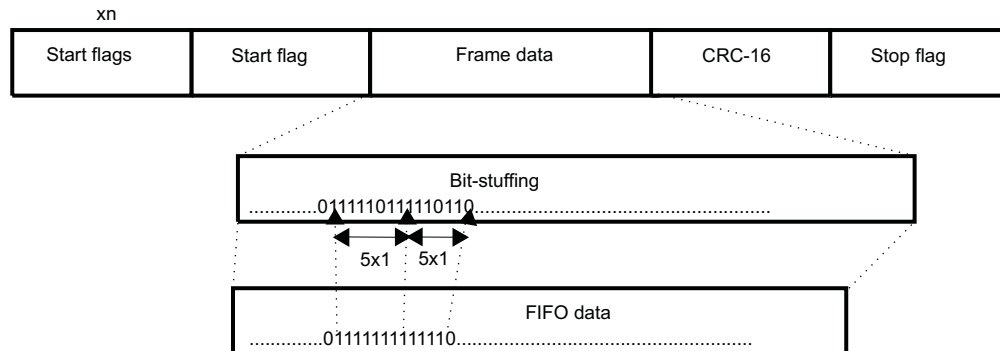 xn
Start flags
Start flag
Frame data
CRC-16
Stop flag
Bit-stuffing
..............0111110111110110.............................................................
5x1
5x1
FIFO data
...............01111111111110.............................................................